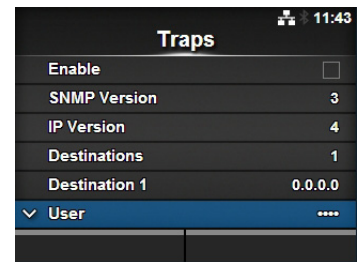 11:43
Traps
Enable
SNMP Version 3
IP Version 4
Destinations 1
Destination 1 0.0.0.0
User ••••